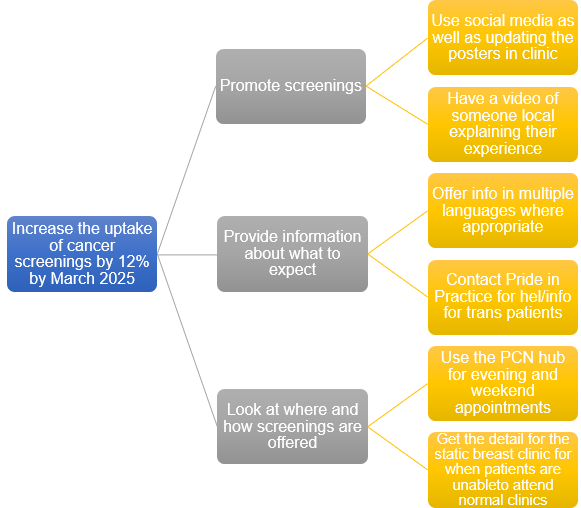 Increase the uptake
of cancer
screenings by 12%
by March 2025
Promote screenings
Use social media as
well as updating the
posters in clinic
Have a video of
someone local
explaining their
experience
Provide information
about what to
expect
Offer info in multiple
languages where
appropriate
Contact Pride in
Practice for hel/info
for trans patients
Look at where and
how screenings are
offered
Use the PCN hub
for evening and
weekend
appointments
Get the detail for the
static breast clinic for
when patients are
unableto attend
normal clinics